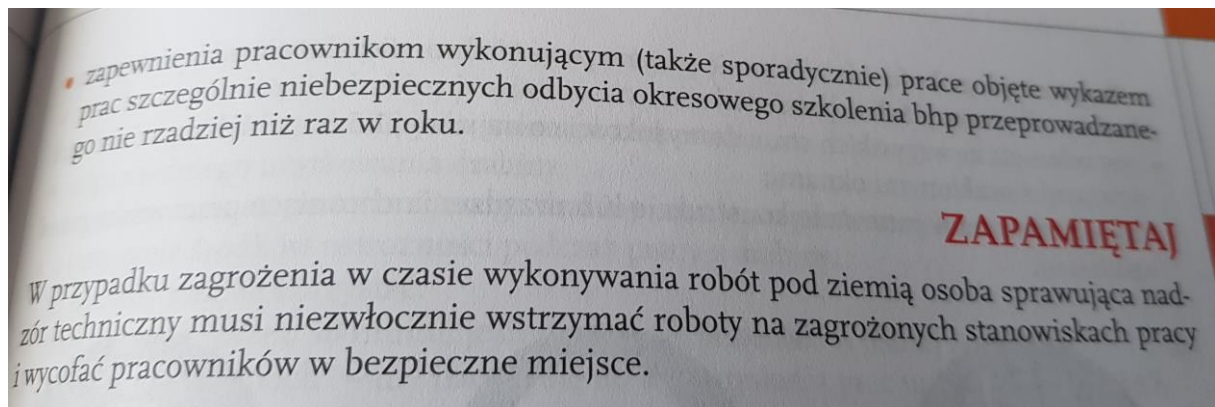 • zapewnienia pracownikom wykonującym (także sporadycznie) prace objęte wykazem
prac szczególnie niebezpiecznych odbycia okresowego szkolenia bhp przeprowadzane-
go nie rzadziej niż raz w roku.
ZAPAMIĘTAJ
W przypadku zagrożenia w czasie wykonywania robót pod ziemią osoba sprawująca nad-
zór techniczny musi niezwłocznie wstrzymać roboty na zagrożonych stanowiskach pracy
i wycofać pracowników w bezpieczne miejsce.